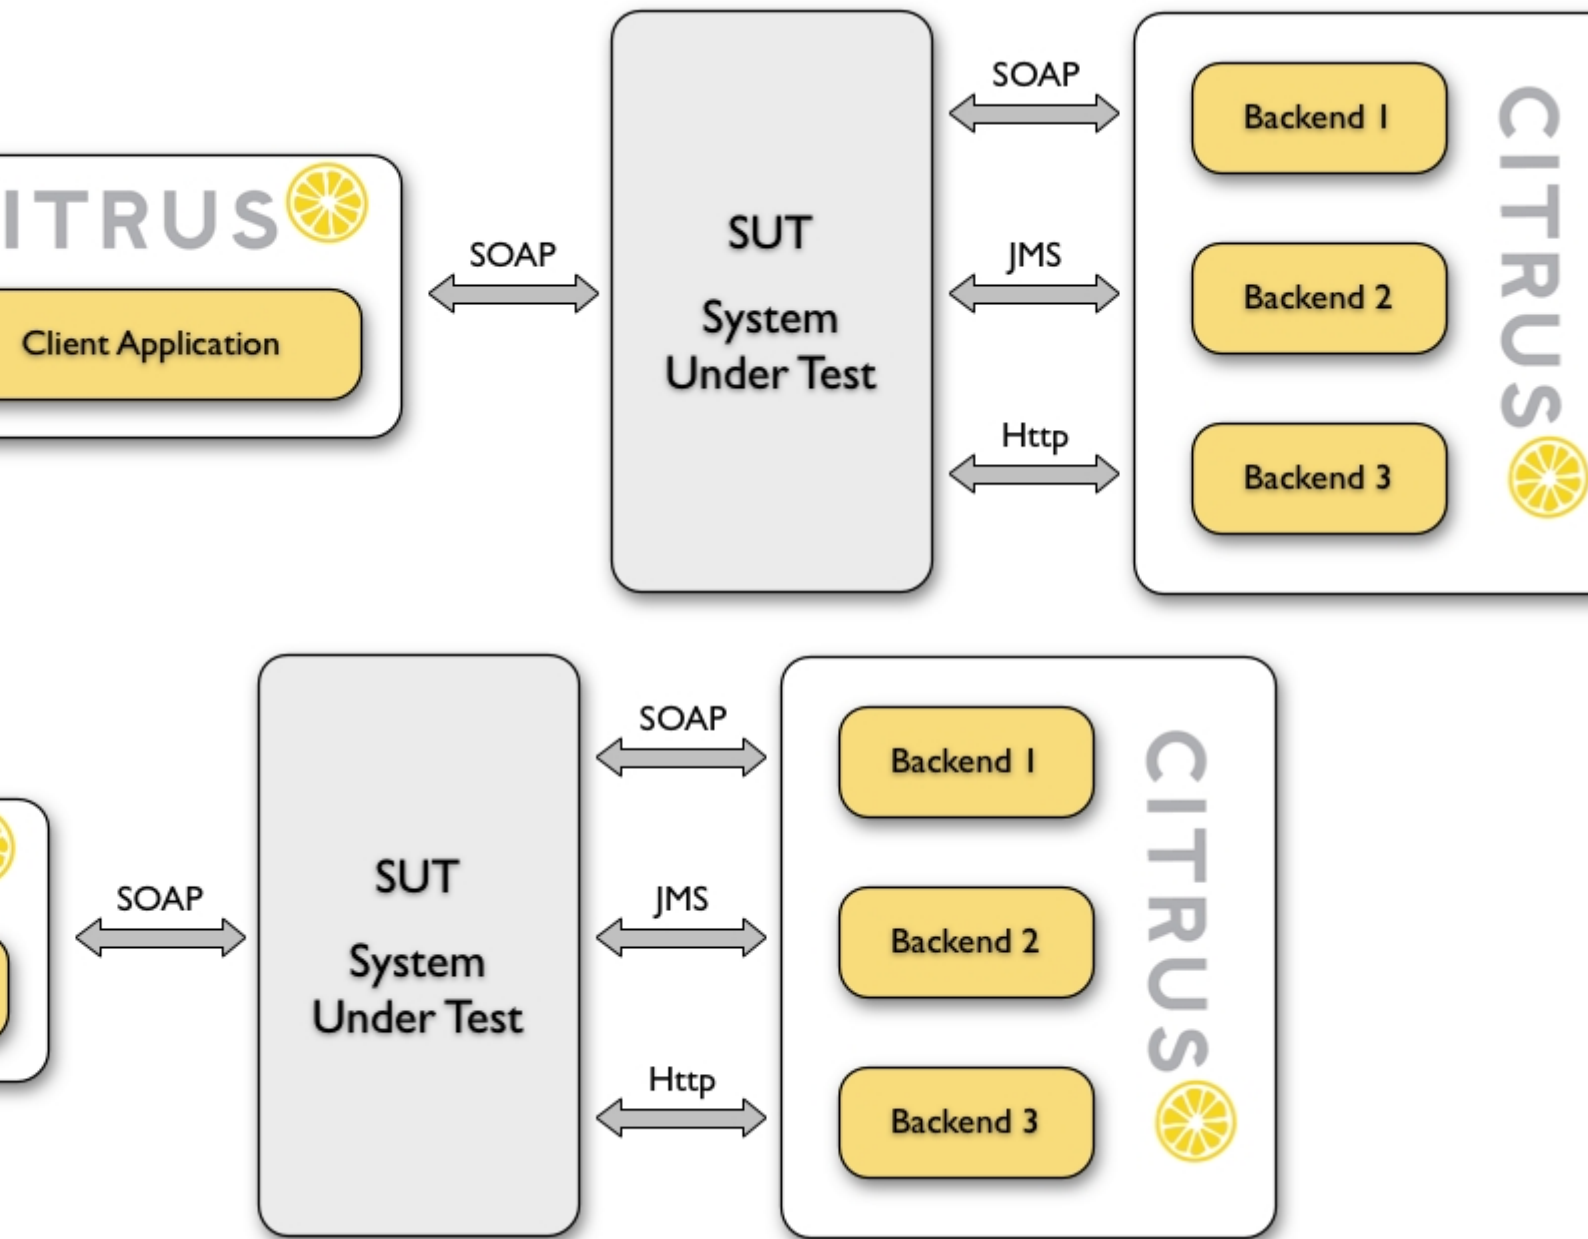 ITRUS
Client Application
SOAP
SUT
System
Under Test
SOAP
JMS
Http
Backend 1
Backend 2
Backend 3
CITRUS
SOAP
SUT
System
Under Test
SOAP
JMS
Http
Backend 1
Backend 2
Backend 3
CITRUS